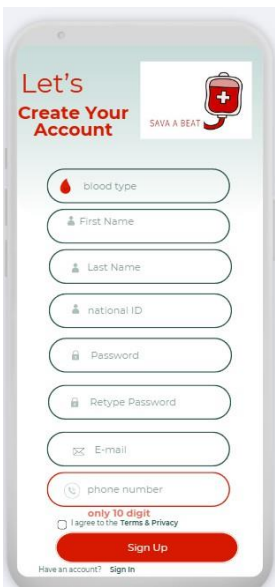 Let's
Create Your
Account
SAVA A BEAT
blood type
First Name
Last Name
national ID
Password
Retype Password
E-mail
phone number
only 10 digit
I agree to the Terms & Privacy
Sign Up
Have an account? Sign In